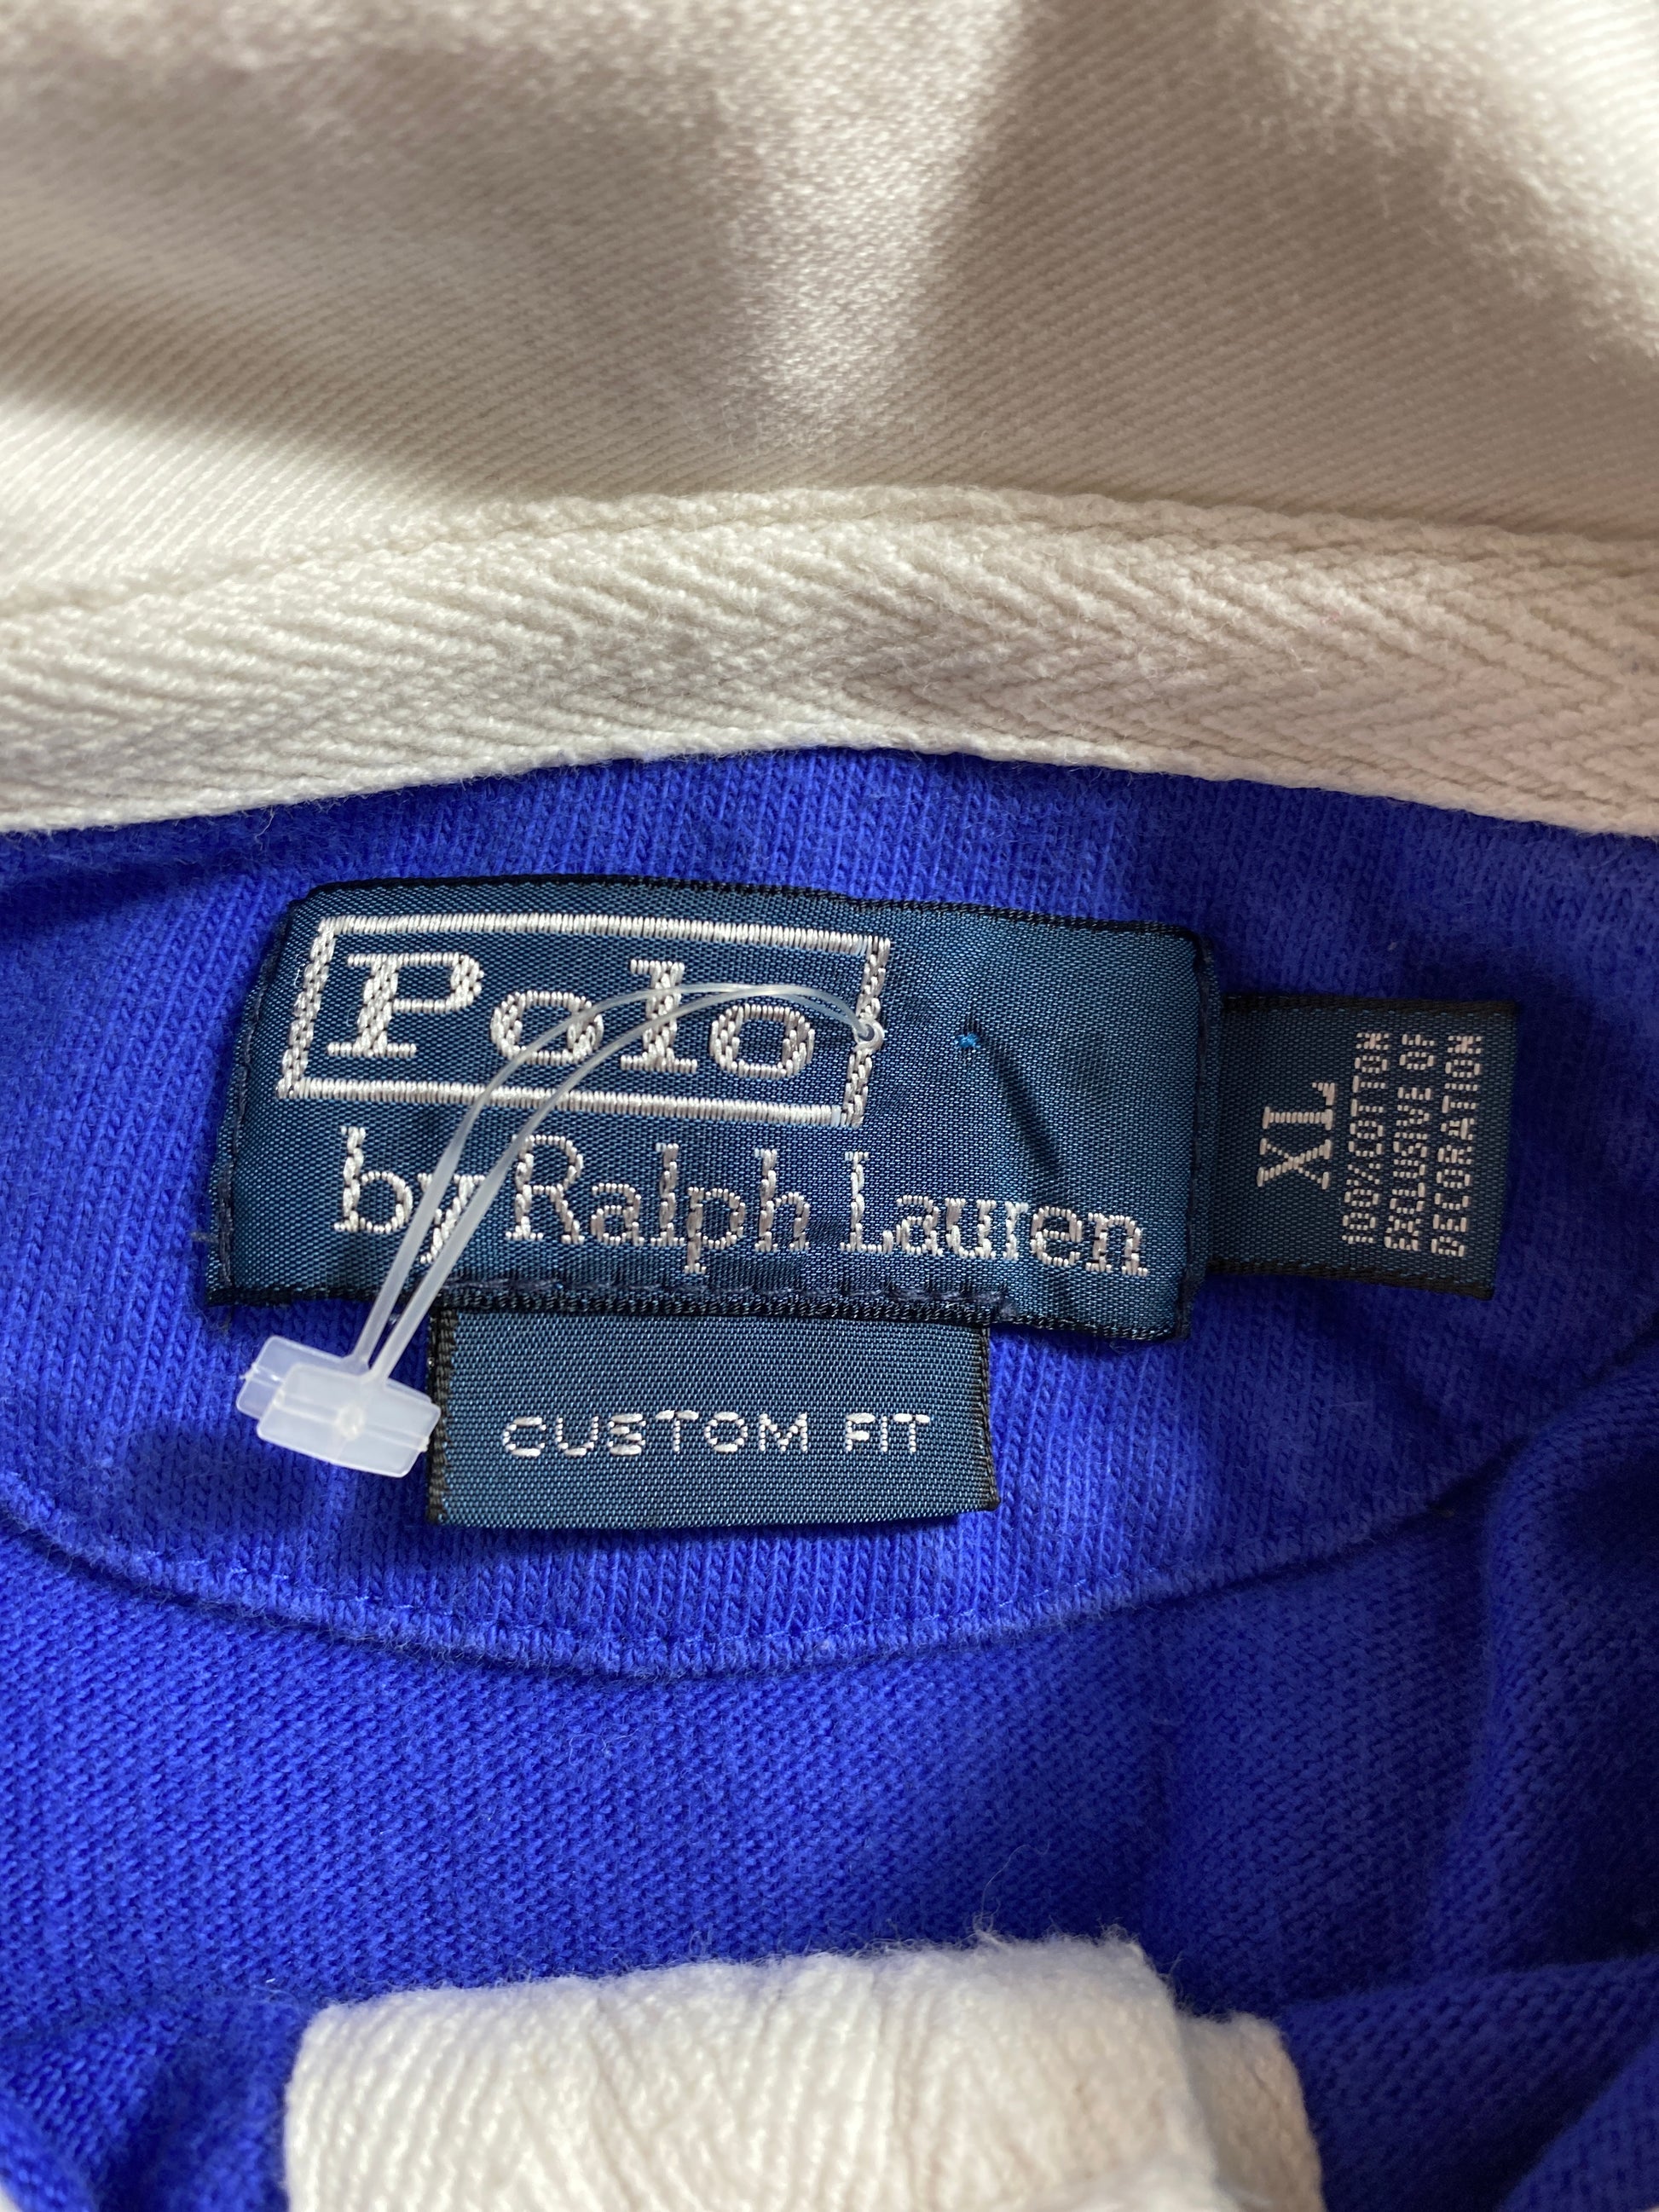 Polo
by Ralph Lauren
CUSTOM FIT
XL
100% COTTON
EXCLUSIVE OF
DECORATION